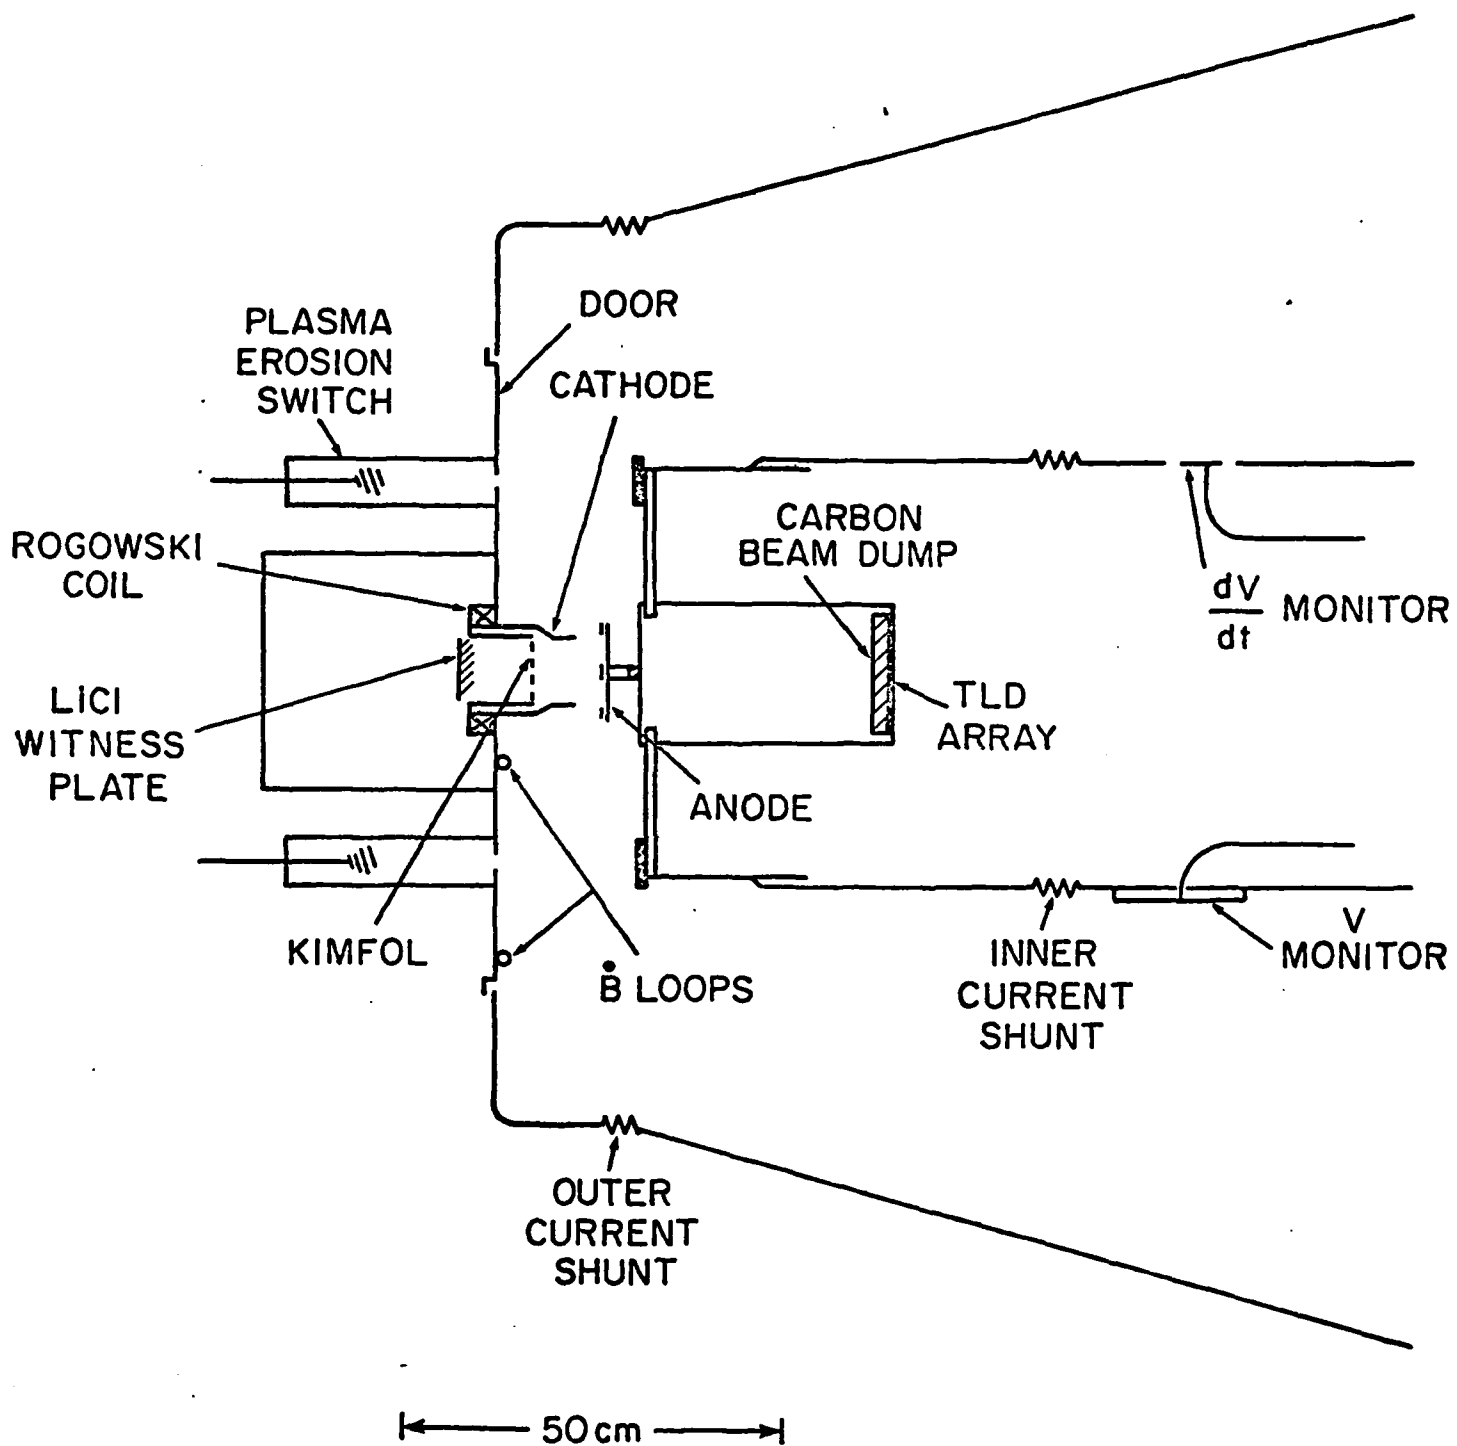 DOOR
PLASMA
EROSION
SWITCH
CATHODE
CARBON
BEAM DUMP
ROGOWSKI
COIL
dV
dt
MONITOR
LiCl
WITNESS
PLATE
TLD
ARRAY
ANODE
KIMFOL
Ḃ LOOPS
INNER
CURRENT
SHUNT
V
MONITOR
OUTER
CURRENT
SHUNT
50cm